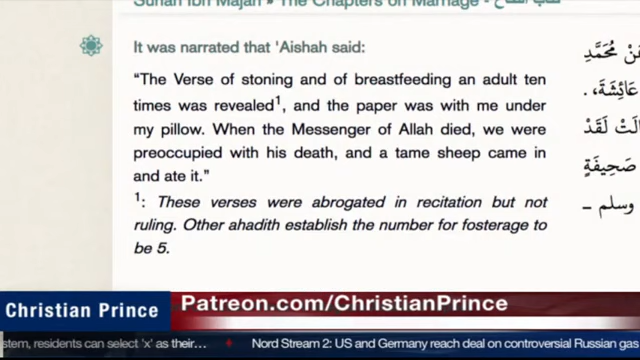 Sunan Ibn Majah » The Chapters on Marriage - كتاب النكاح
It was narrated that 'Aishah said:
“The Verse of stoning and of breastfeeding an adult ten
times was revealed1, and the paper was with me under
my pillow. When the Messenger of Allah died, we were
preoccupied with his death, and a tame sheep came in
and ate it.”
1: These verses were abrogated in recitation but not
ruling. Other ahadith establish the number for fosterage to
be 5.
مُحَمَّدِ
عَائِشَةَ، .
لَقَدْ
صَحِيفَةٍ
وسلم ـ
Christian Prince
Patreon.com/ChristianPrince
stem, residents can select 'x' as their... ♦ Nord Stream 2: US and Germany reach deal on controversial Russian gas